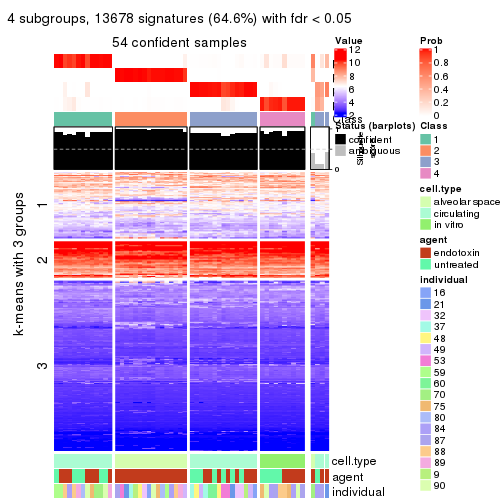 4 subgroups, 13678 signatures (64.6%) with fdr < 0.05
54 confident samples
k-means with 3 groups
1
2
3
Class
Silhouette score
0
cell.type
agent
individual
Value
12
10
8
6
4
2
Status (barplots)
confident
ambiguous
Prob
1
0.8
0.6
0.4
0.2
0
Class
1
2
3
4
cell.type
alveolar space
circulating
in vitro
agent
endotoxin
untreated
individual
16
21
32
37
48
49
53
59
60
70
75
80
84
87
88
89
9
90